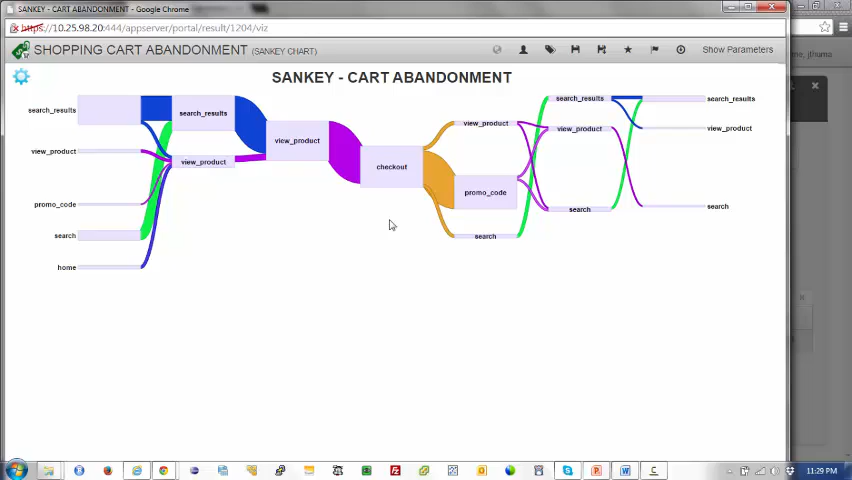 SANKEY - CART ABANDONMENT - Google Chrome
https://10.25.98.20:444/appserver/portal/result/1204/viz
SHOPPING CART ABANDONMENT (SANKEY CHART)
Show Parameters
SANKEY - CART ABANDONMENT
search_results
search_results
view_product
view_product
promo_code
search
home
view_product
checkout
view_product
promo_code
search
search_results
view_product
search
search_results
view_product
search
11:29 PM